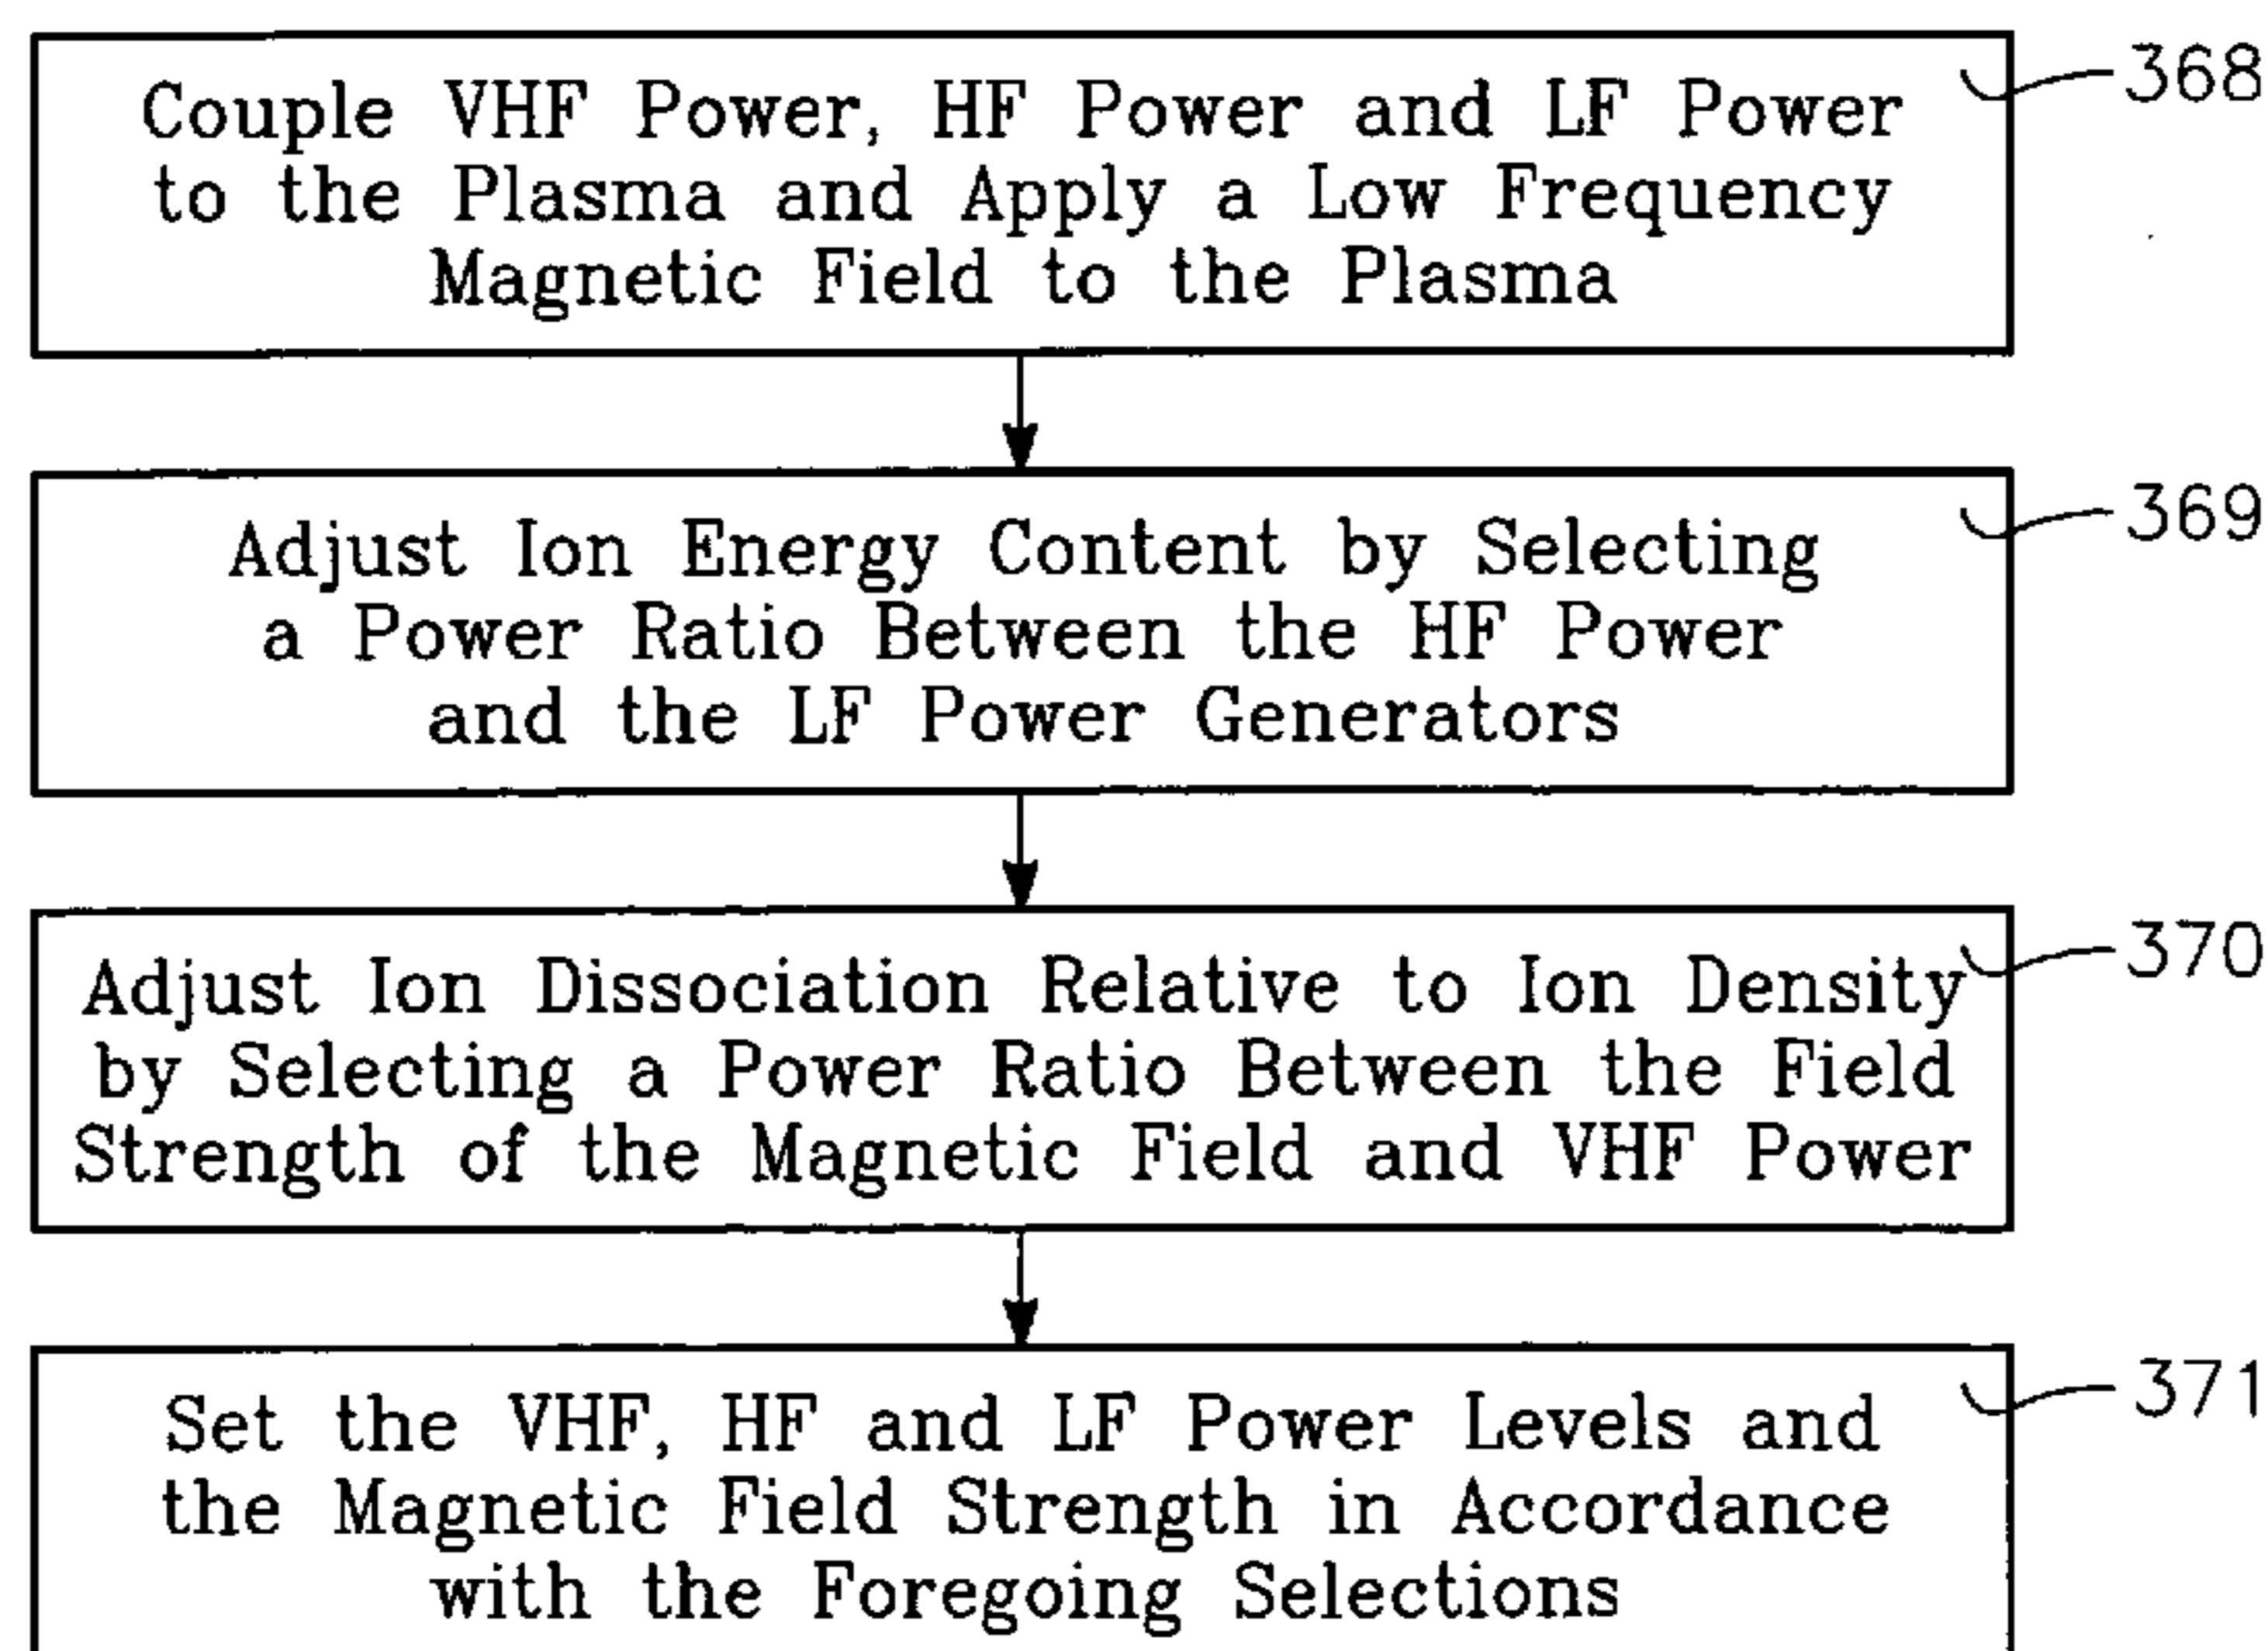 Couple VHF Power, HF Power and LF Power
to the Plasma and Apply a Low Frequency
Magnetic Field to the Plasma
368
Adjust Ion Energy Content by Selecting
a Power Ratio Between the HF Power
and the LF Power Generators
369
Adjust Ion Dissociation Relative to Ion Density
by Selecting a Power Ratio Between the Field
Strength of the Magnetic Field and VHF Power
370
Set the VHF, HF and LF Power Levels and
the Magnetic Field Strength in Accordance
with the Foregoing Selections
371